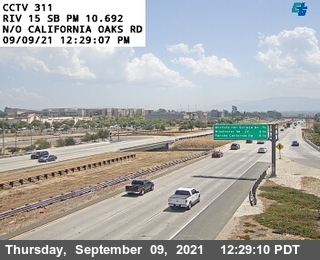 CCTV 311
RIV 15 SB PM 10.692
N/O CALIFORNIA OAKS RD
09/09/21 12:29:07 PM
Thursday, September 09, 2021 12:29:10 PDT